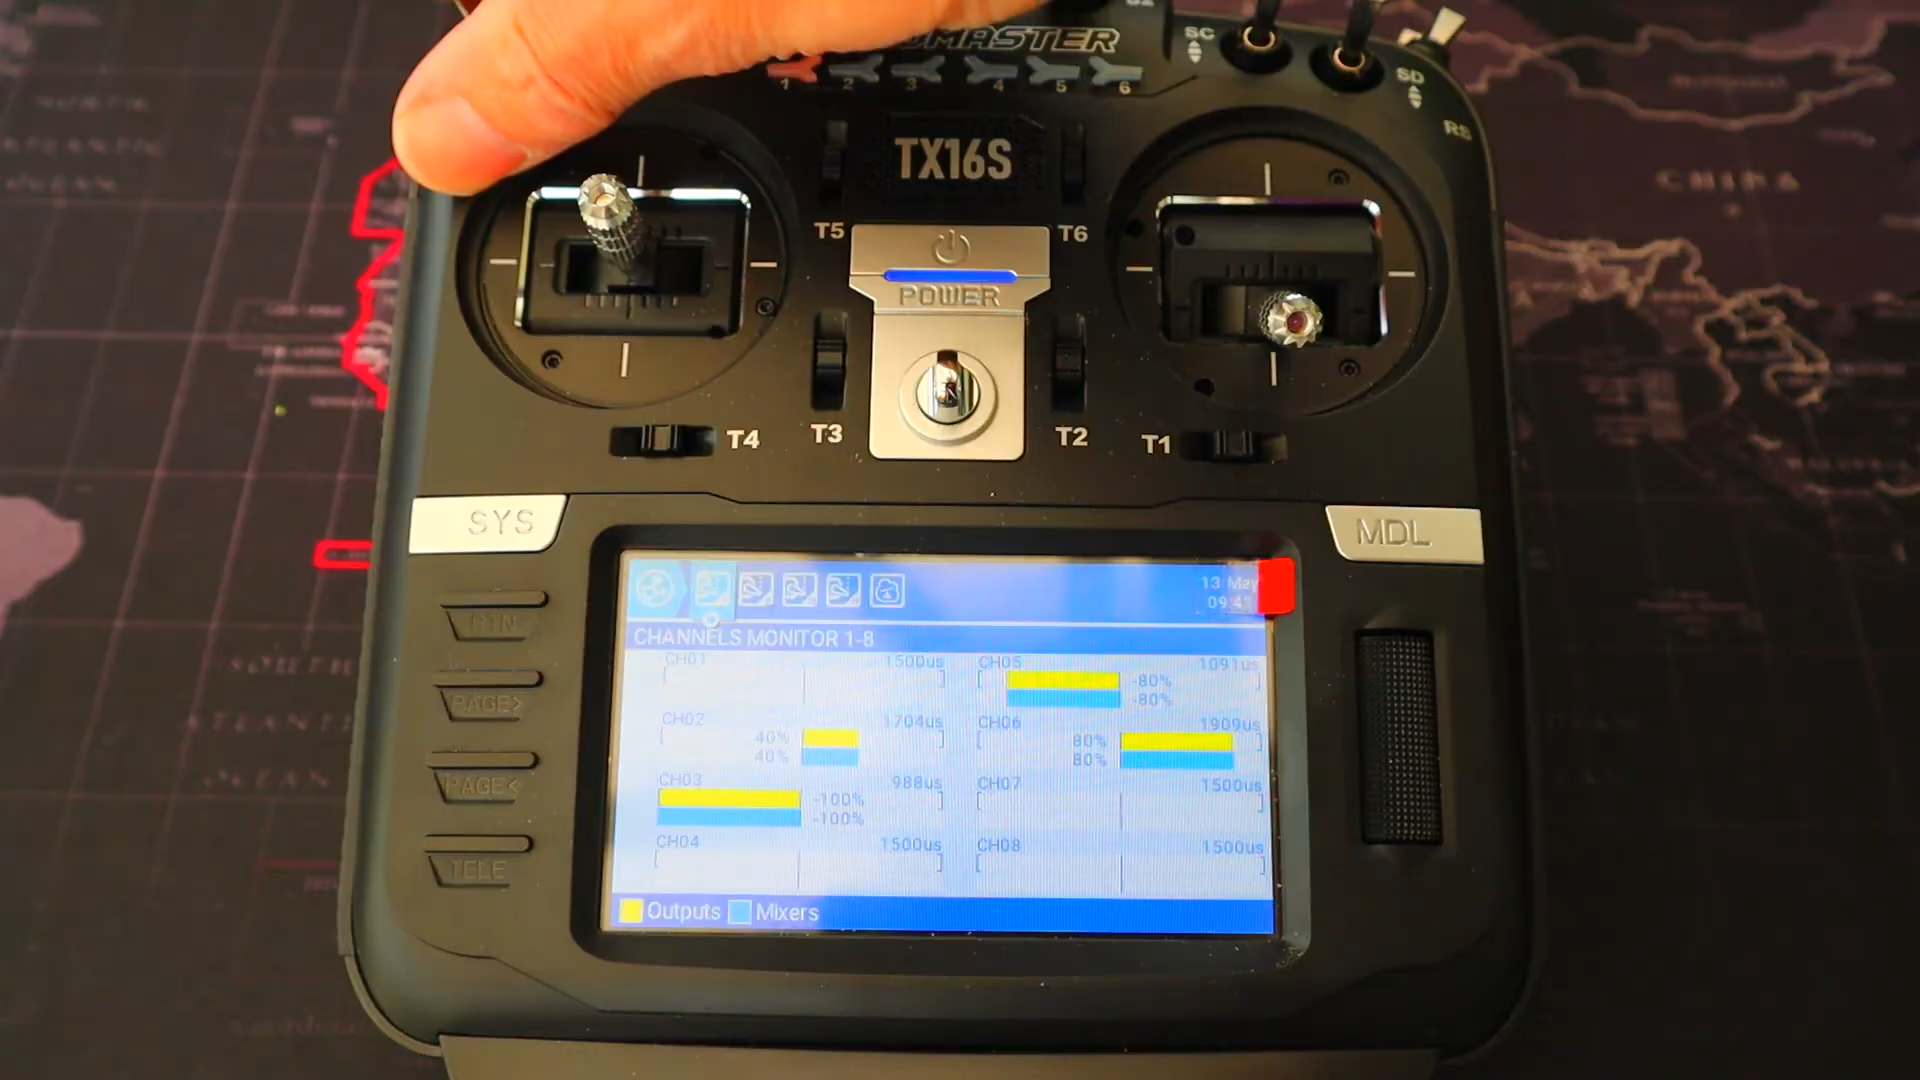 SC
SD
RS
1 2 3 4 5 6
TX16S
T5
T6
POWER
T4
T3
T2
T1
SYS
MDL
CHINA
RTN
PAGE>
PAGE<
TELE
13 May
CHANNELS MONITOR 1-8
CH01 1500us
CH02 1704us
40%
40%
CH03 988us
-100%
-100%
CH04 1500us
CH05 1091us
-80%
-80%
CH06 1909us
80%
80%
CH07 1500us
CH08 1500us
Outputs Mixers